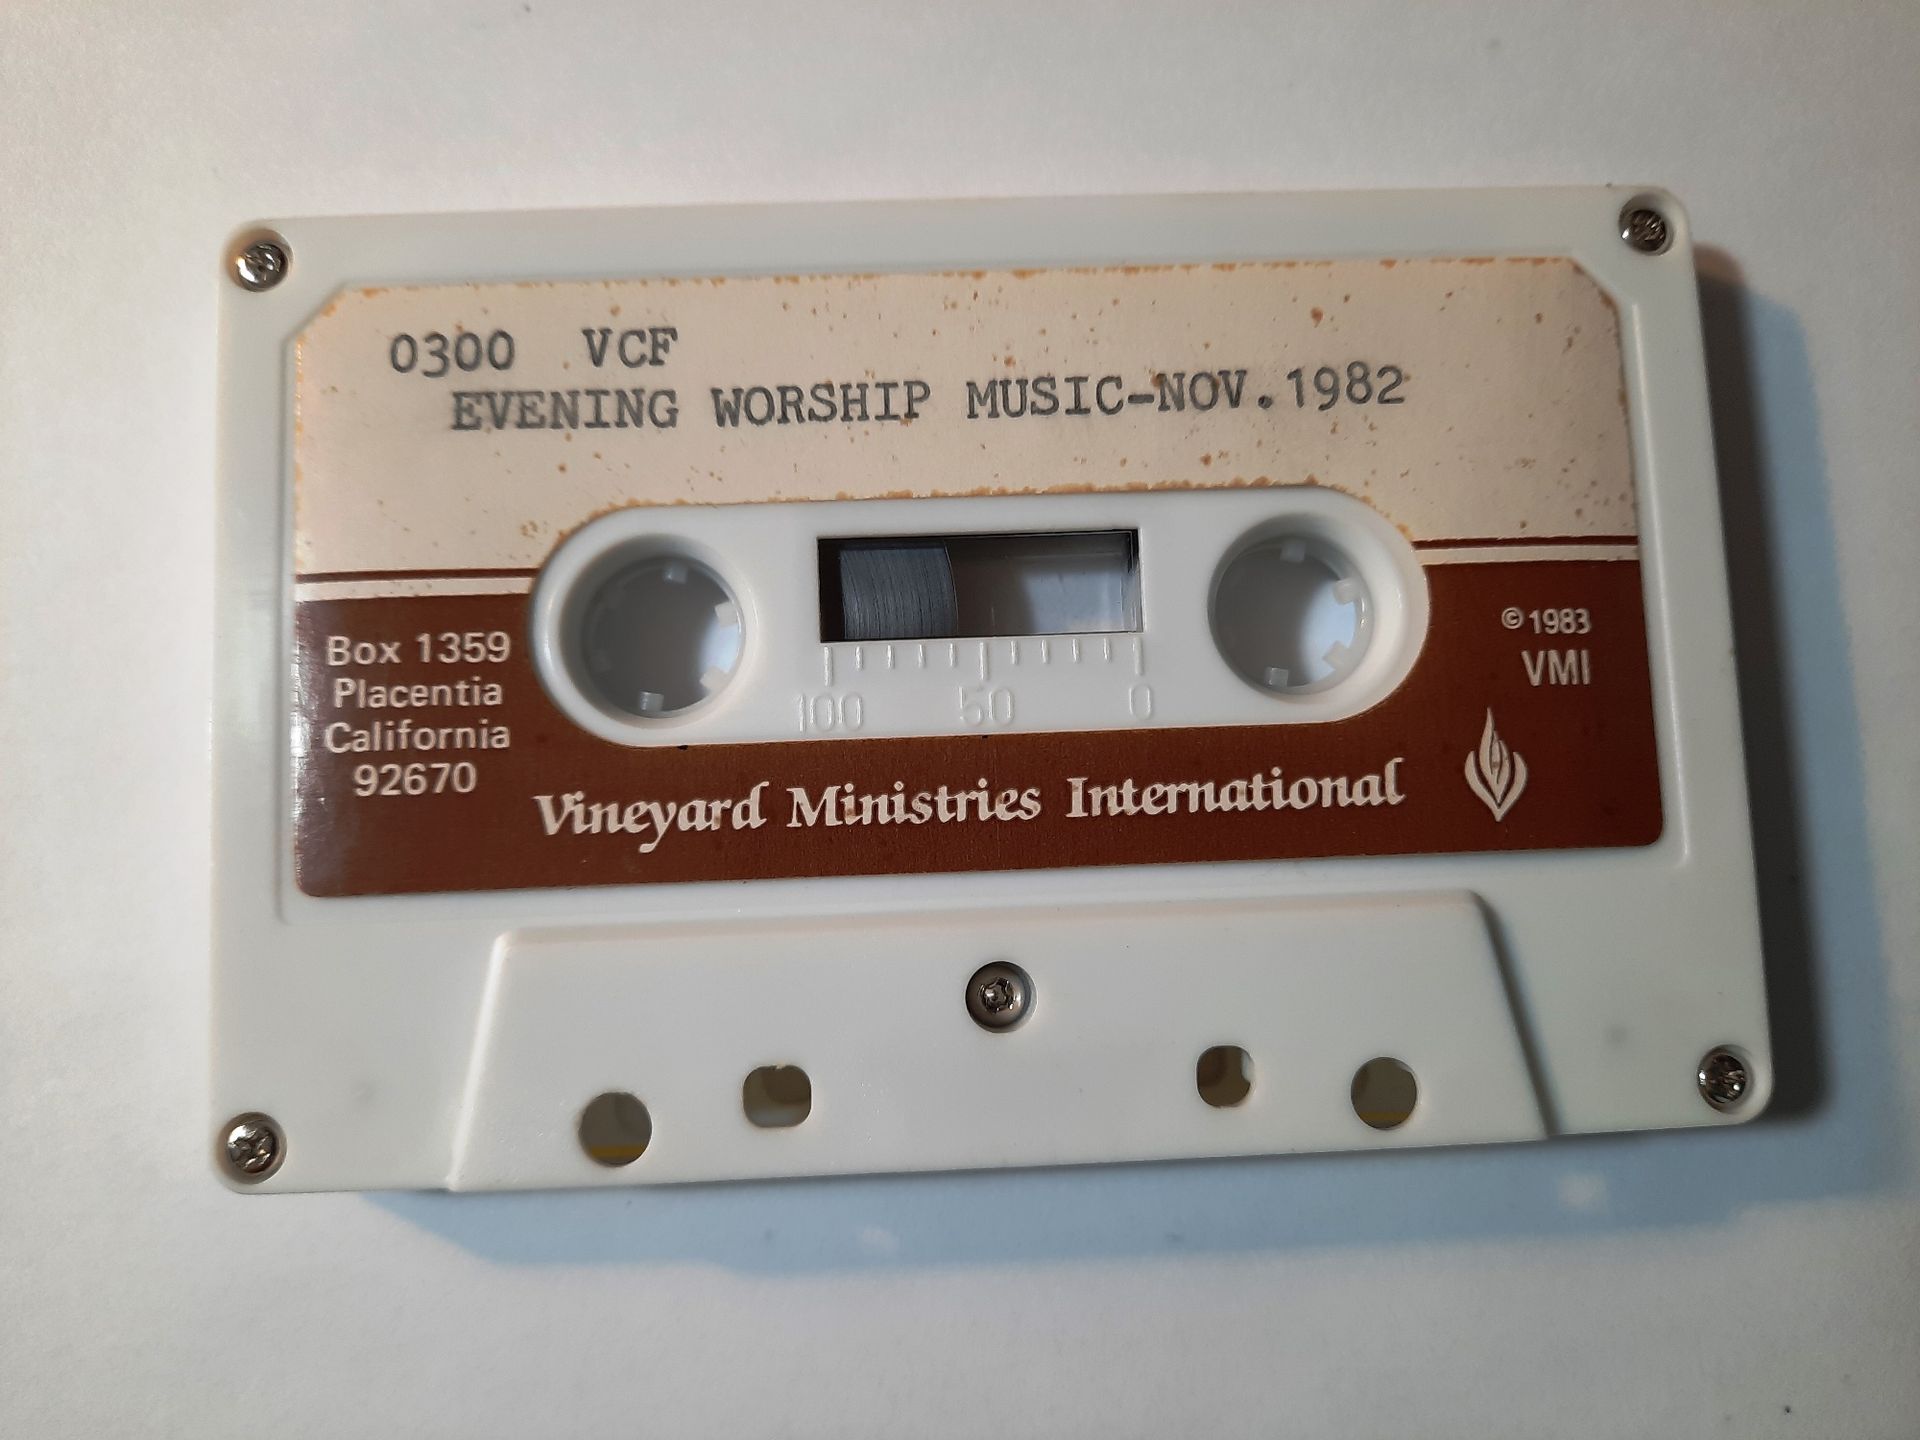 0300 VCF
EVENING WORSHIP MUSIC-NOV.1982
Box 1359
Placentia
California
92670
100 50 0
© 1983
VMI
Vineyard Ministries International